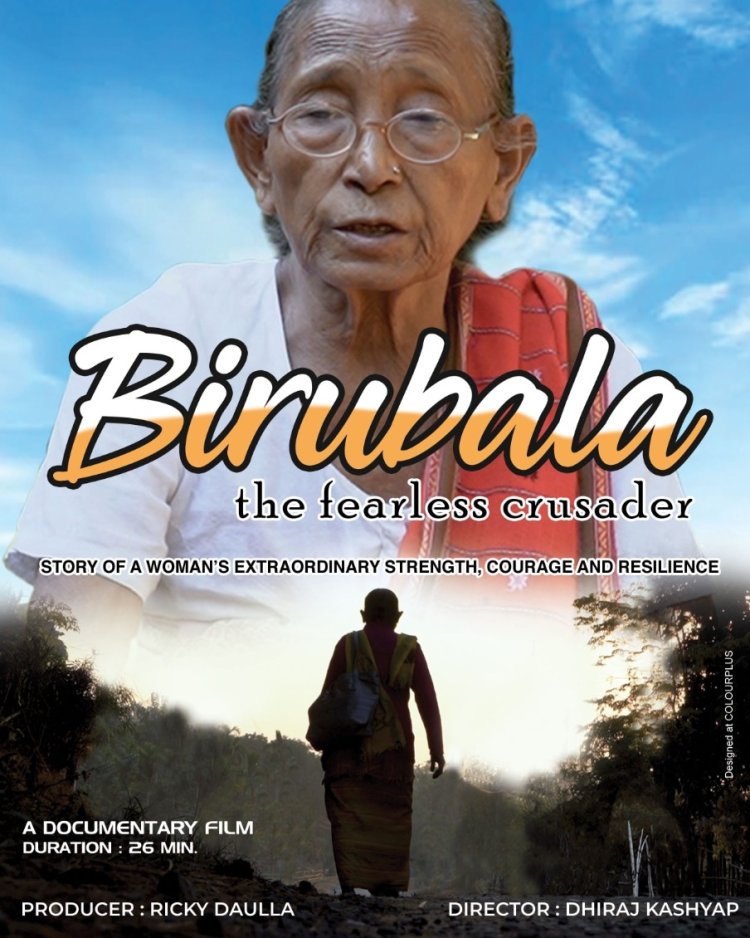 Birubala
the fearless crusader
STORY OF A WOMAN'S EXTRAORDINARY STRENGTH, COURAGE AND RESILIENCE
Designed at COLOURPLUS
A DOCUMENTARY FILM
DURATION : 26 MIN.
PRODUCER : RICKY DAULLA
DIRECTOR : DHIRAJ KASHYAP